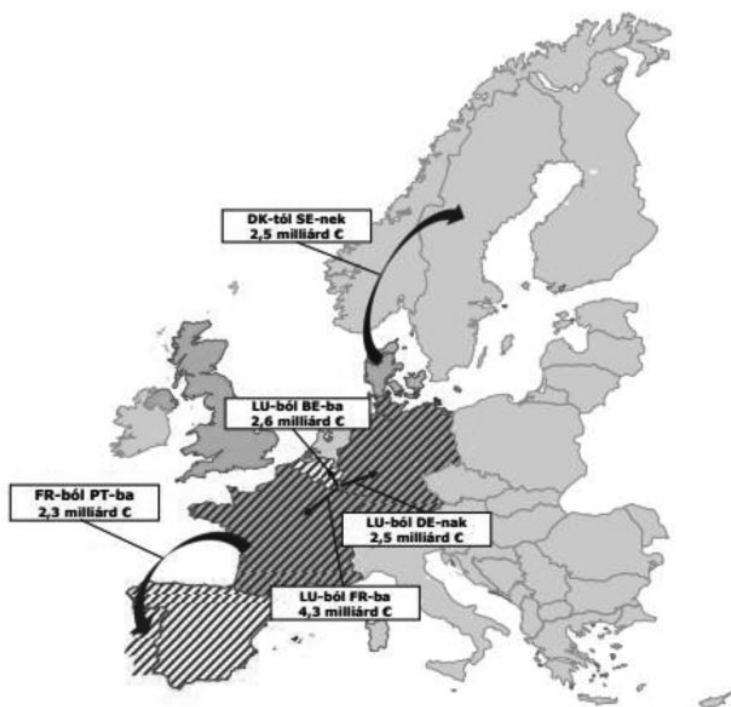 DK-tól SE-nek
2,5 milliárd €
LU-ból BE-ba
2,6 milliárd €
FR-ból PT-ba
2,3 milliárd €
LU-ból DE-nak
2,5 milliárd €
LU-ból FR-ba
4,3 milliárd €